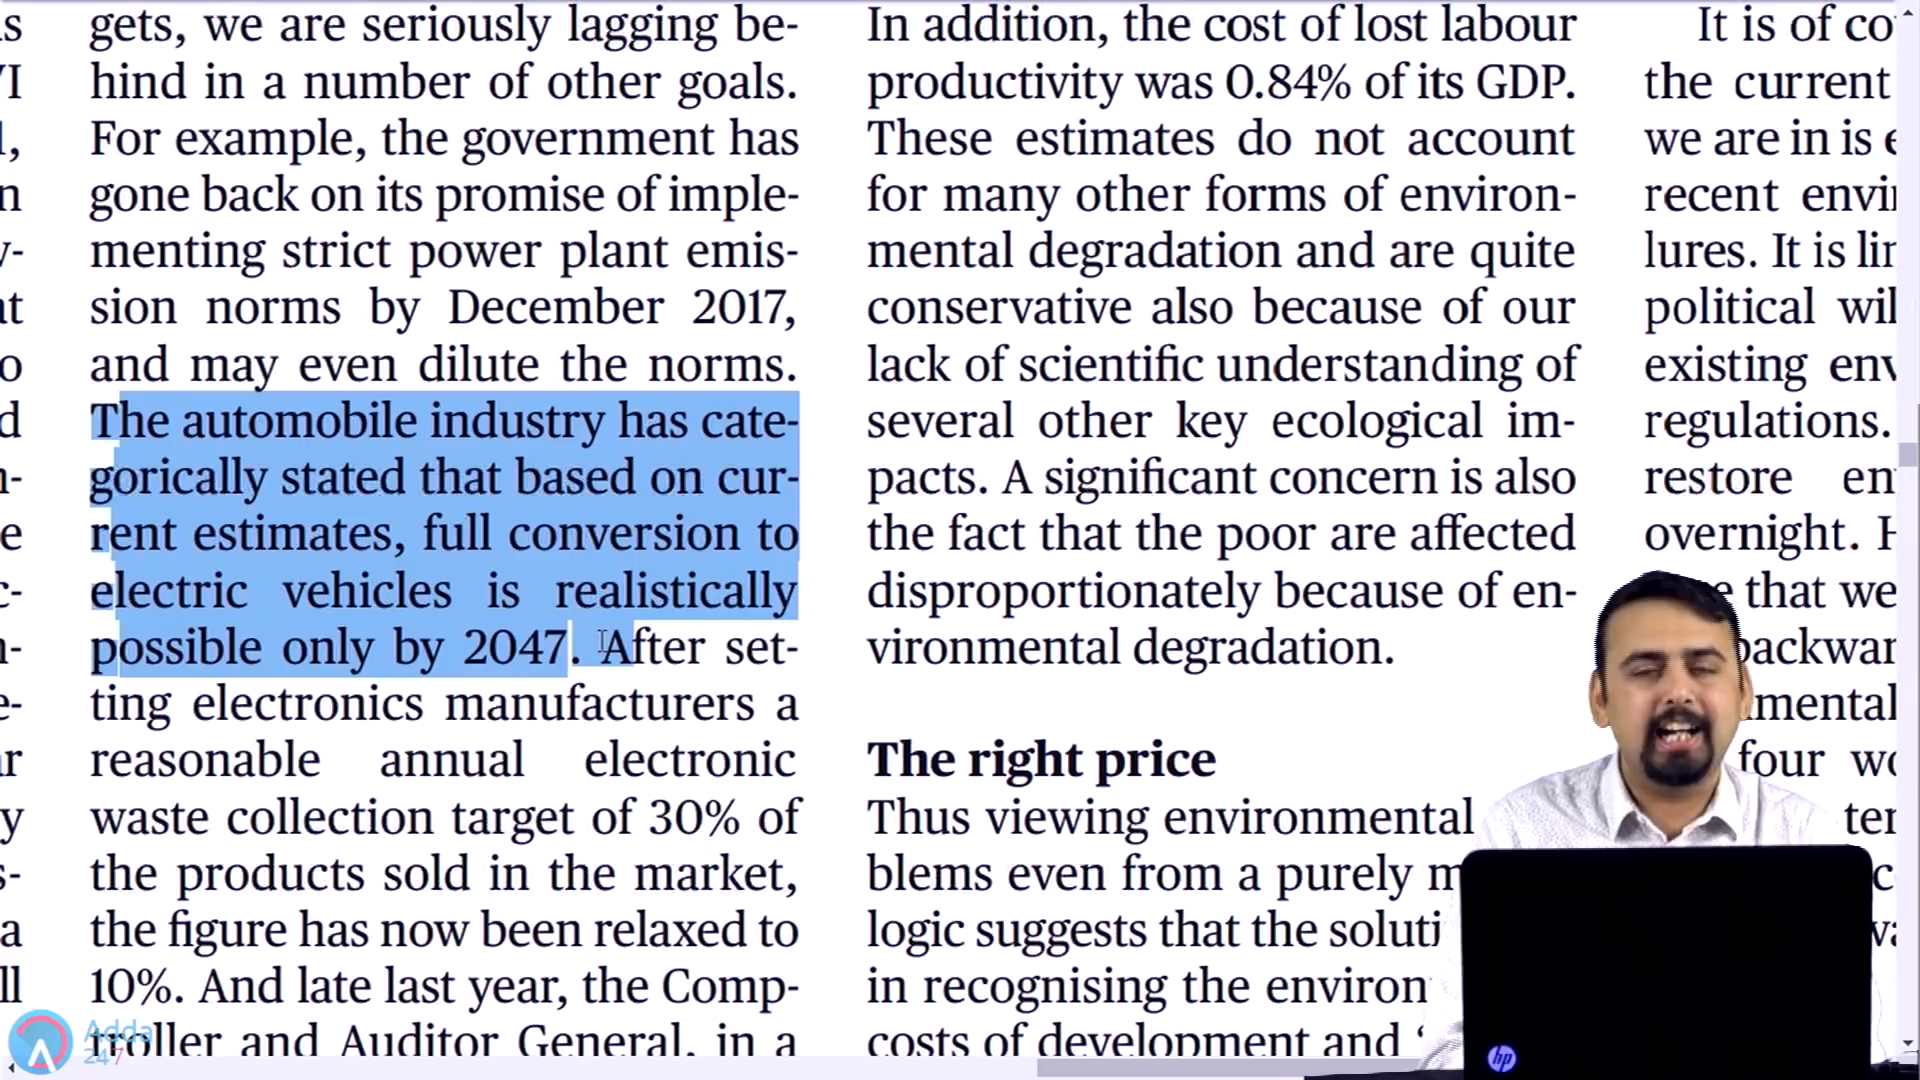 gets, we are seriously lagging be-
hind in a number of other goals.
For example, the government has
gone back on its promise of imple-
menting strict power plant emis-
sion norms by December 2017,
and may even dilute the norms.
The automobile industry has cate-
gorically stated that based on cur-
rent estimates, full conversion to
electric vehicles is realistically
possible only by 2047. After set-
ting electronics manufacturers a
reasonable annual electronic
waste collection target of 30% of
the products sold in the market,
the figure has now been relaxed to
10%. And late last year, the Comp-
troller and Auditor General, in a
In addition, the cost of lost labour
productivity was 0.84% of its GDP.
These estimates do not account
for many other forms of environ-
mental degradation and are quite
conservative also because of our
lack of scientific understanding of
several other key ecological im-
pacts. A significant concern is also
the fact that the poor are affected
disproportionately because of en-
vironmental degradation.
The right price
Thus viewing environmental
blems even from a purely
logic suggests that the
in recognising the
costs of development and
It is of
the current
we are in is
recent
lures. It is
political
existing
regulations.
restore
overnight.
that we
four
Adda
247
hp